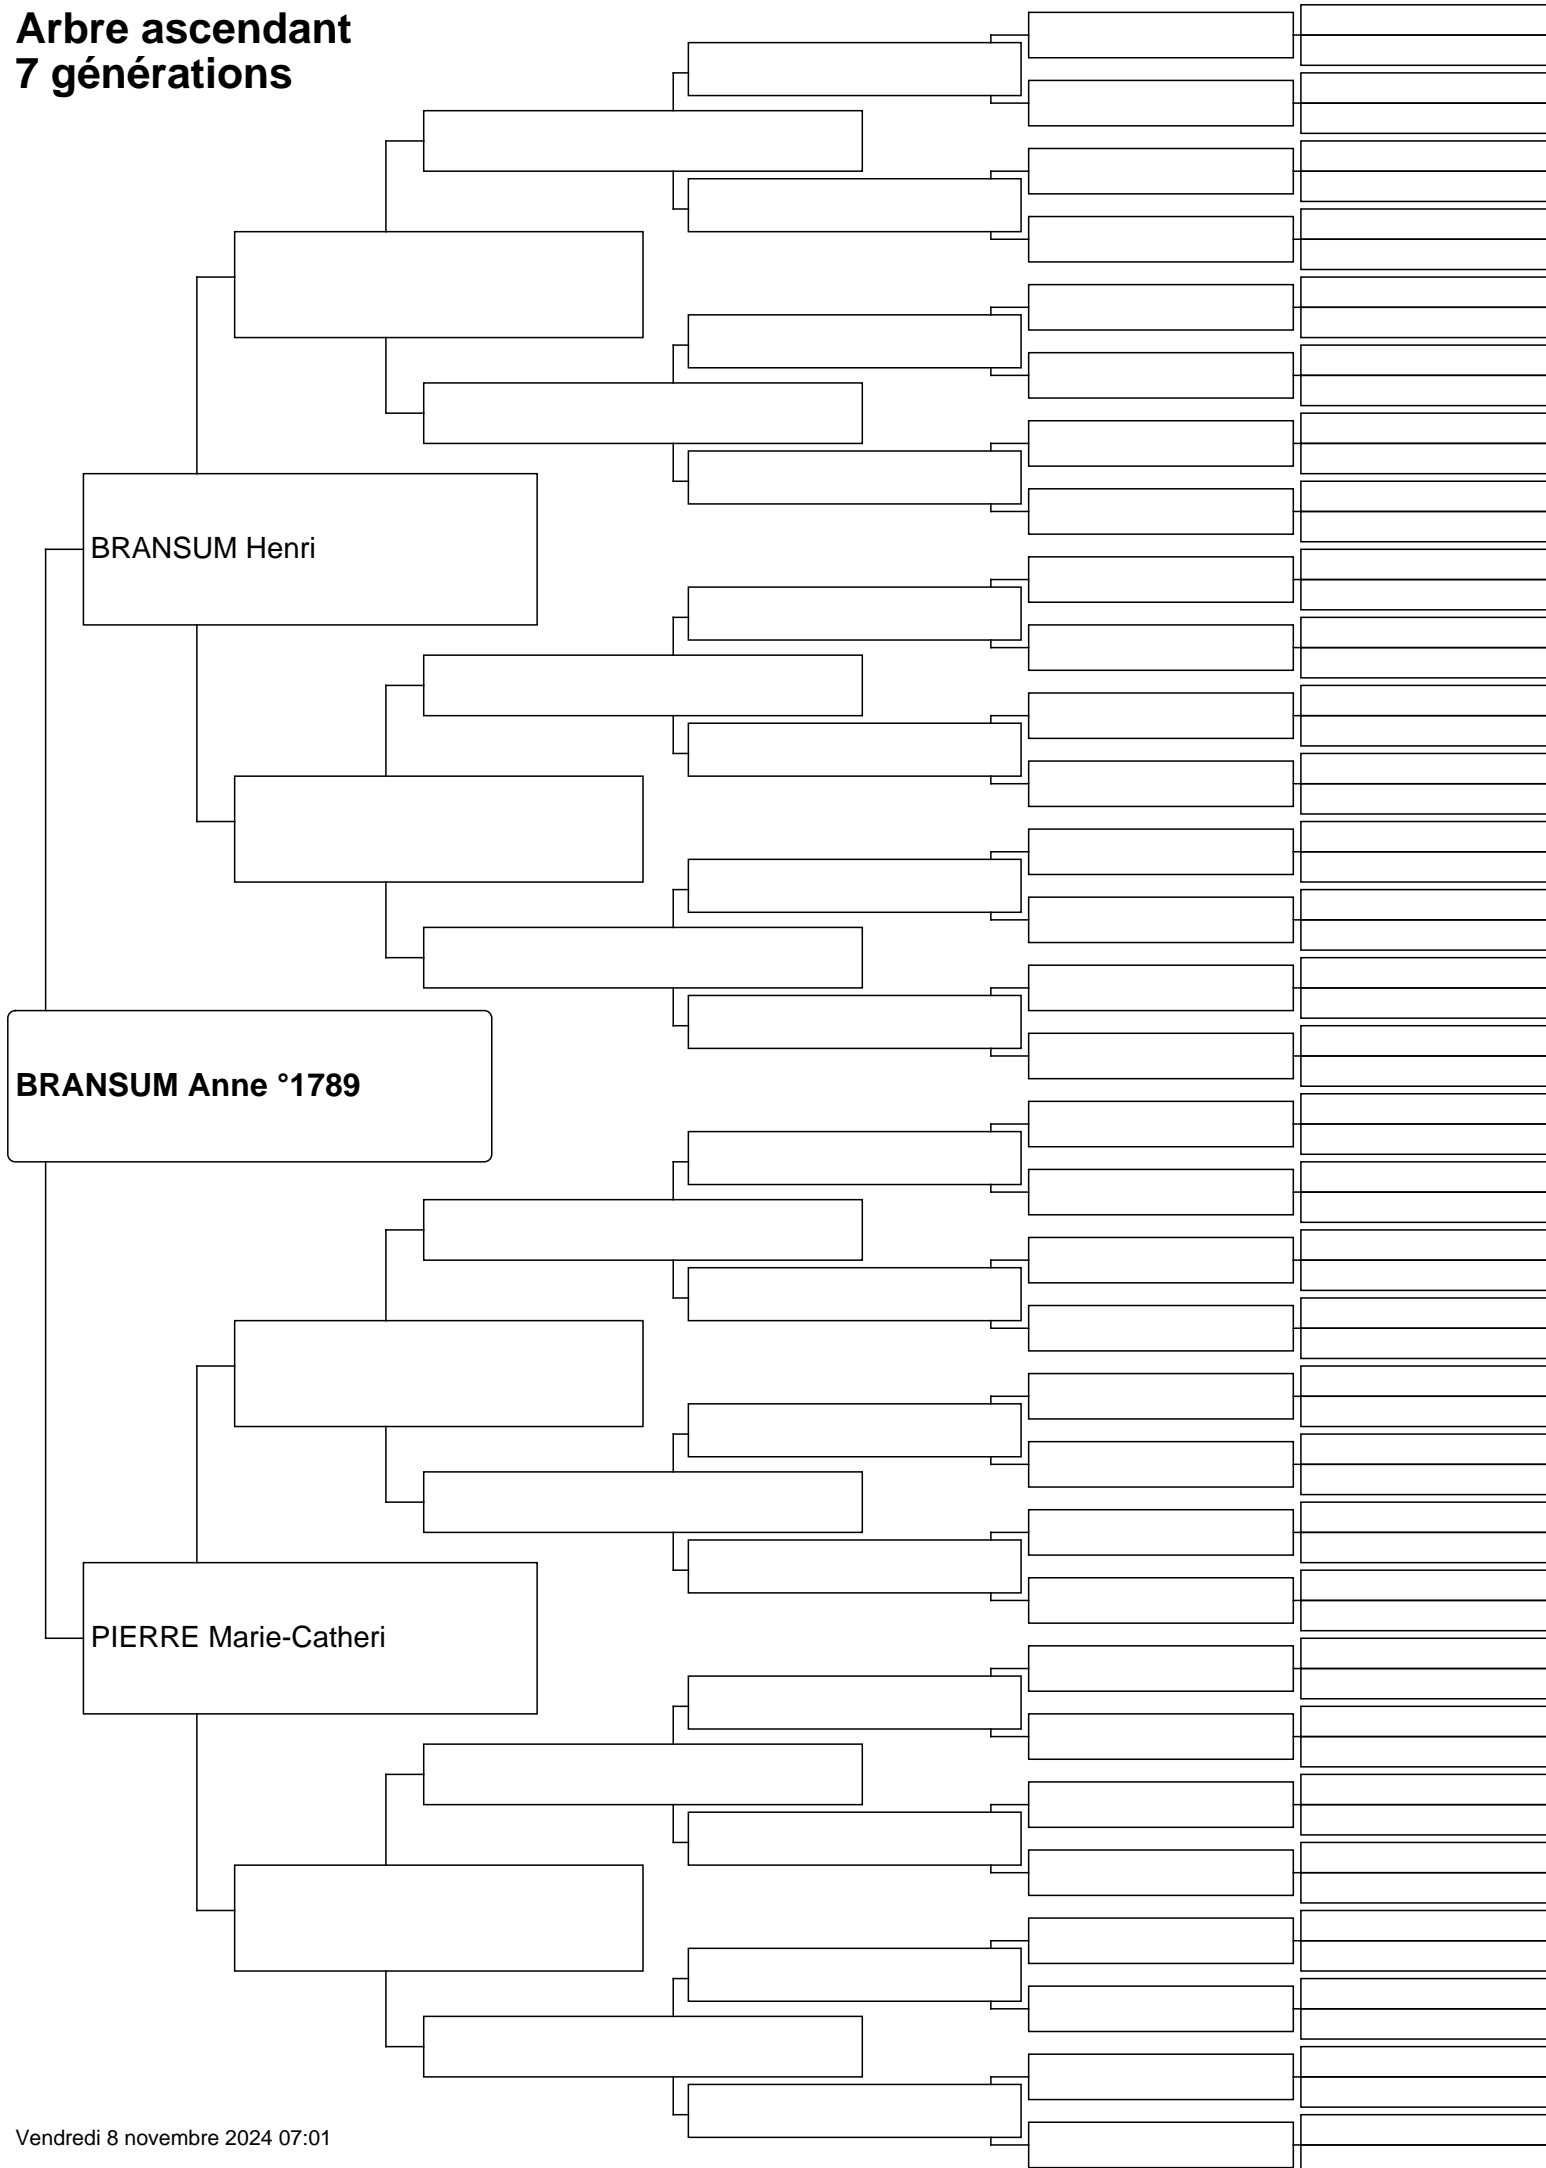 Arbre ascendant
7 générations
BRANSUM Henri
BRANSUM Anne °1789
PIERRE Marie-Catheri
Vendredi 8 novembre 2024 07:01